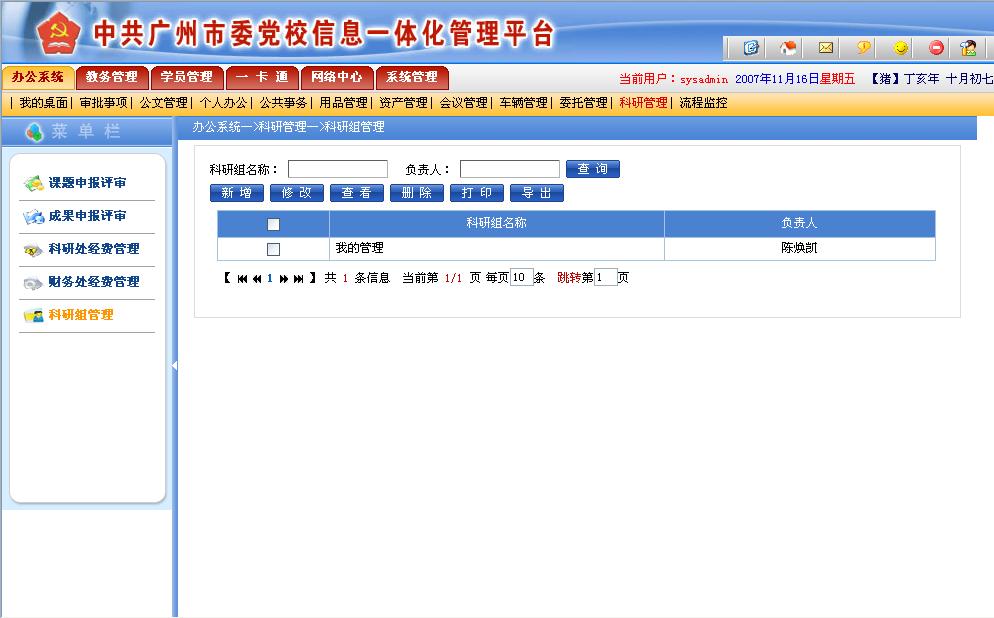 中共广州市委党校信息一体化管理平台
办公系统 教务管理 学员管理 一 卡 通 网络中心 系统管理 当前用户：sysadmin 2007年11月16日星期五 【猪】丁亥年 十月初七
| 我的桌面| 审批事项| 公文管理| 个人办公| 公共事务| 用品管理| 资产管理| 会议管理| 车辆管理| 委托管理| 科研管理| 流程监控
菜 单 栏
办公系统—>科研管理—>科研组管理
课题申报评审
成果申报评审
科研处经费管理
财务处经费管理
科研组管理
科研组名称： 负责人： 查 询
新 增 修 改 查 看 删 除 打 印 导 出
科研组名称 负责人
我的管理 陈焕凯
【 1 】 共 1 条信息 当前第 1/1 页 每页10条 跳转第1页